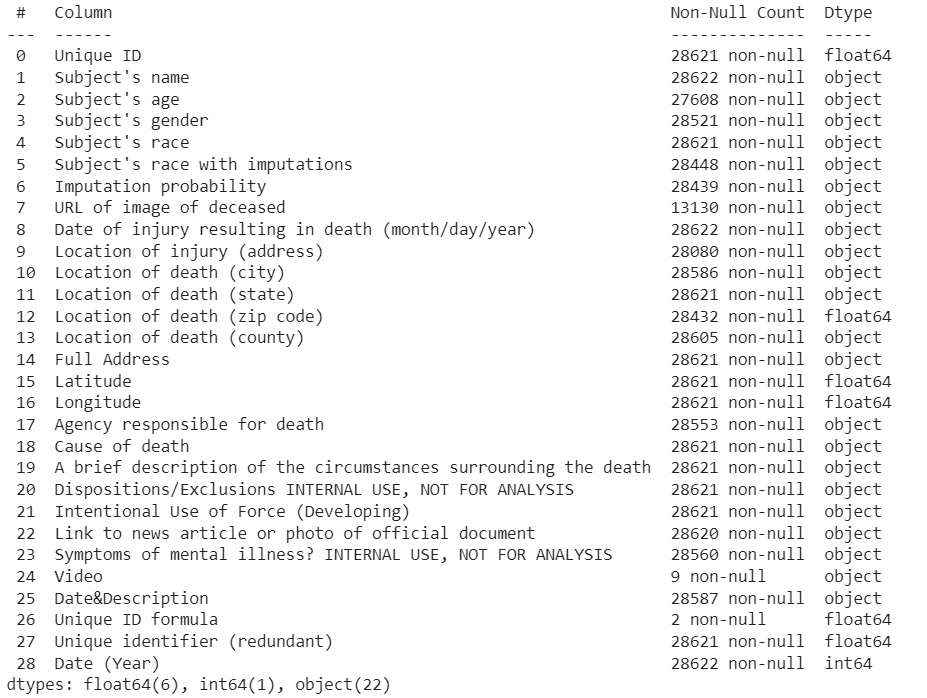 #   Column                                                      Non-Null Count  Dtype
---  ------                                                      --------------  -----
0   Unique ID                                                   28621 non-null  float64
1   Subject's name                                              28622 non-null  object
2   Subject's age                                               27608 non-null  object
3   Subject's gender                                            28521 non-null  object
4   Subject's race                                              28621 non-null  object
5   Subject's race with imputations                             28448 non-null  object
6   Imputation probability                                      28439 non-null  object
7   URL of image of deceased                                    13130 non-null  object
8   Date of injury resulting in death (month/day/year)          28622 non-null  object
9   Location of injury (address)                                28080 non-null  object
10  Location of death (city)                                    28586 non-null  object
11  Location of death (state)                                   28621 non-null  object
12  Location of death (zip code)                                28432 non-null  float64
13  Location of death (county)                                  28605 non-null  object
14  Full Address                                                28621 non-null  object
15  Latitude                                                    28621 non-null  float64
16  Longitude                                                   28621 non-null  float64
17  Agency responsible for death                                28553 non-null  object
18  Cause of death                                              28621 non-null  object
19  A brief description of the circumstances surrounding the death  28621 non-null  object
20  Dispositions/Exclusions INTERNAL USE, NOT FOR ANALYSIS      28621 non-null  object
21  Intentional Use of Force (Developing)                       28621 non-null  object
22  Link to news article or photo of official document          28620 non-null  object
23  Symptoms of mental illness? INTERNAL USE, NOT FOR ANALYSIS  28560 non-null  object
24  Video                                                       9 non-null      object
25  Date&Description                                            28587 non-null  object
26  Unique ID formula                                           2 non-null      float64
27  Unique identifier (redundant)                               28621 non-null  float64
28  Date (Year)                                                 28622 non-null  int64
dtypes: float64(6), int64(1), object(22)